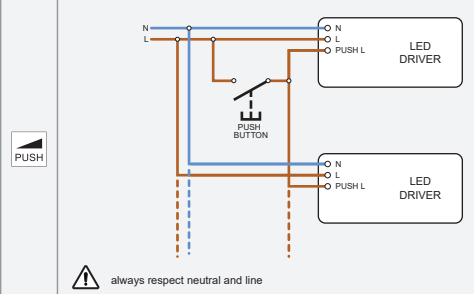 N
L
N
L
PUSH L
LED
DRIVER
PUSH
BUTTON
PUSH
N
L
PUSH L
LED
DRIVER
always respect neutral and line